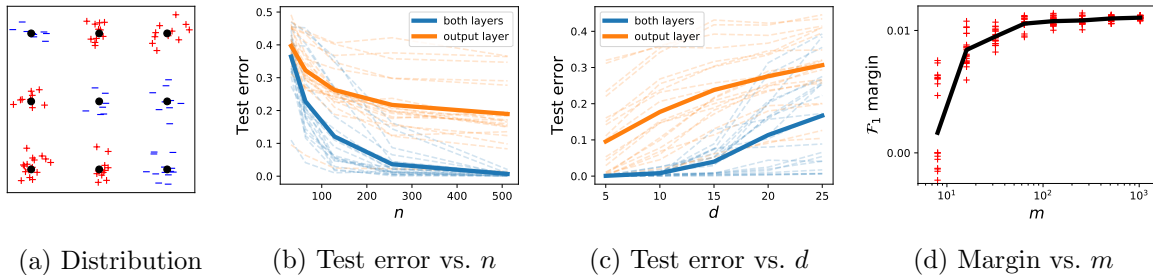 0.5
0.4
0.3
0.2
0.1
0.0
Test error
both layers
output layer
100 200 300 400 500
n
0.4
0.3
0.2
0.1
0.0
Test error
both layers
output layer
5 10 15 20 25
d
0.01
0.00
𝓕₁ margin
10¹ 10² 10³
m
(a) Distribution
(b) Test error vs. n
(c) Test error vs. d
(d) Margin vs. m